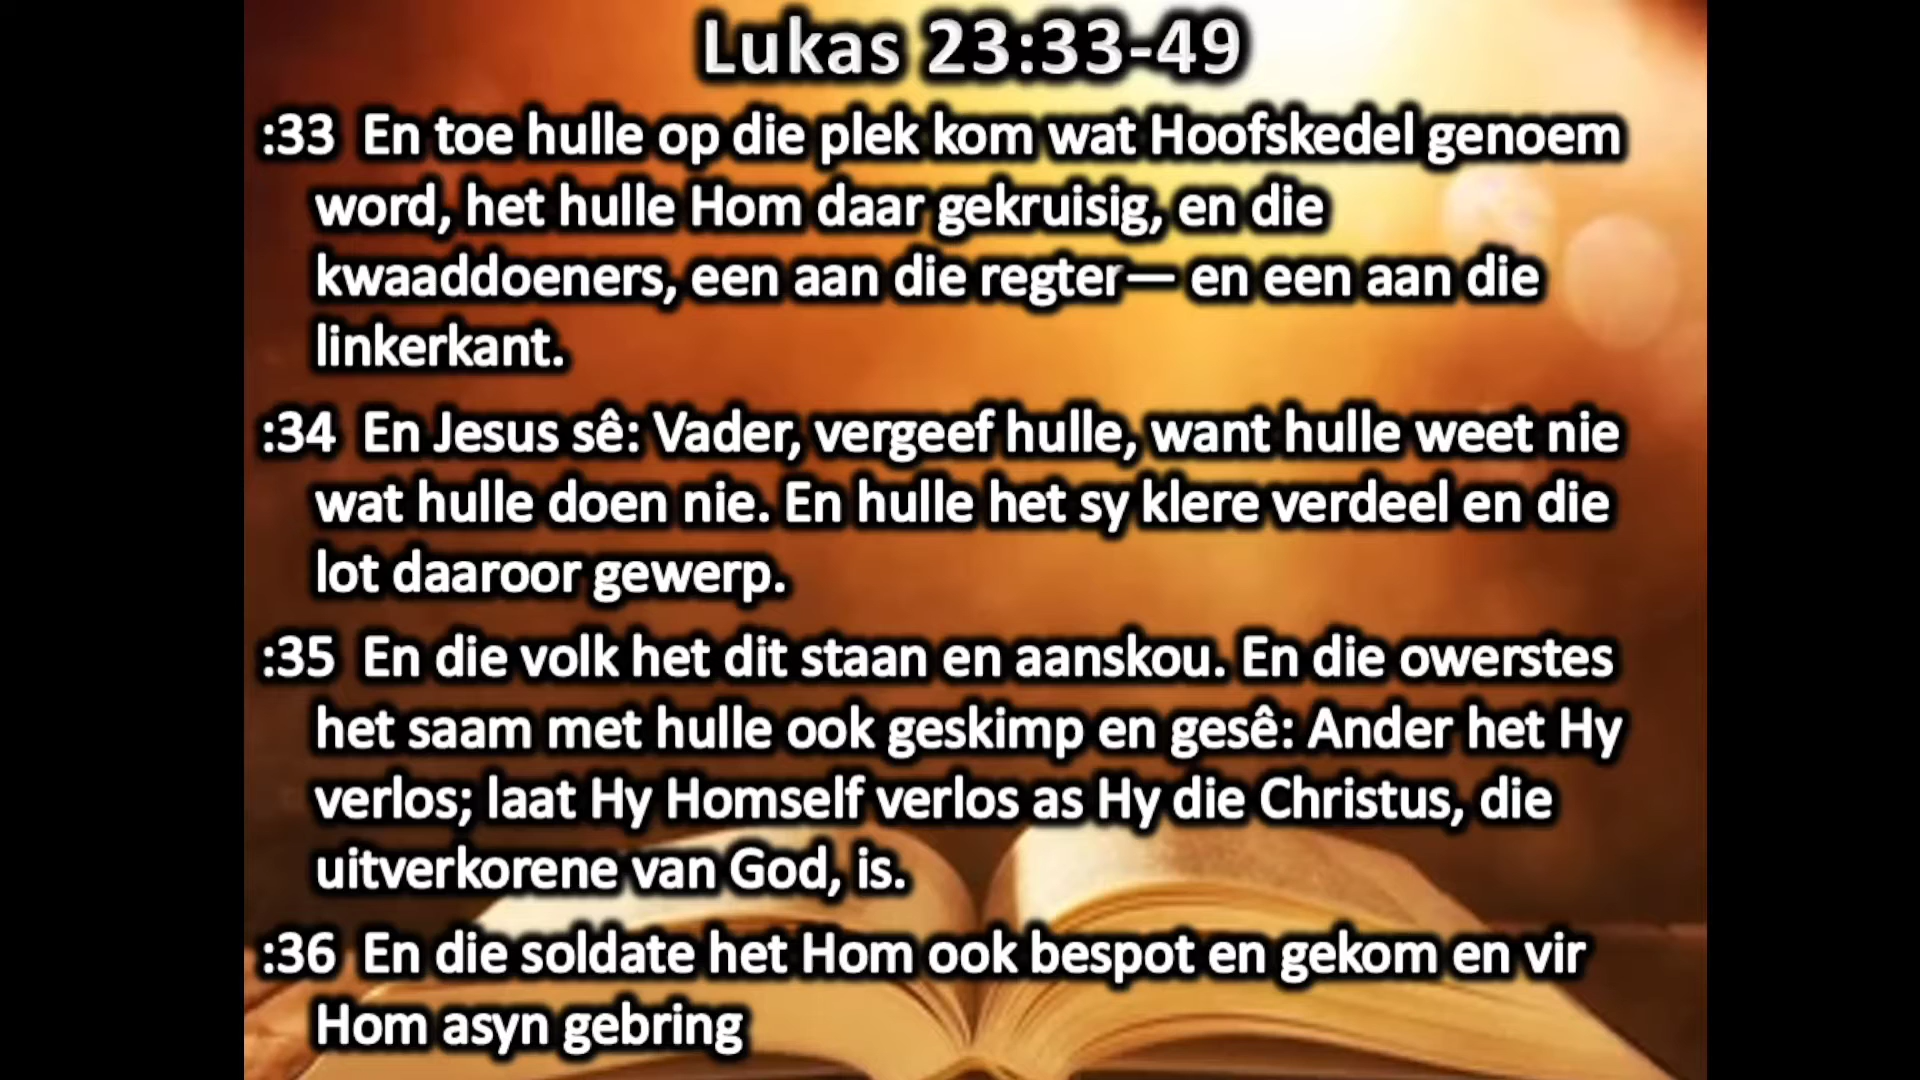 Lukas 23:33-49
:33 En toe hulle op die plek kom wat Hoofskedel genoem
word, het hulle Hom daar gekruisig, en die
kwaaddoeners, een aan die regter— en een aan die
linkerkant.
:34 En Jesus sê: Vader, vergeef hulle, want hulle weet nie
wat hulle doen nie. En hulle het sy klere verdeel en die
lot daaroor gewerp.
:35 En die volk het dit staan en aanskou. En die owerstes
het saam met hulle ook geskimp en gesê: Ander het Hy
verlos; laat Hy Homself verlos as Hy die Christus, die
uitverkorene van God, is.
:36 En die soldate het Hom ook bespot en gekom en vir
Hom asyn gebring